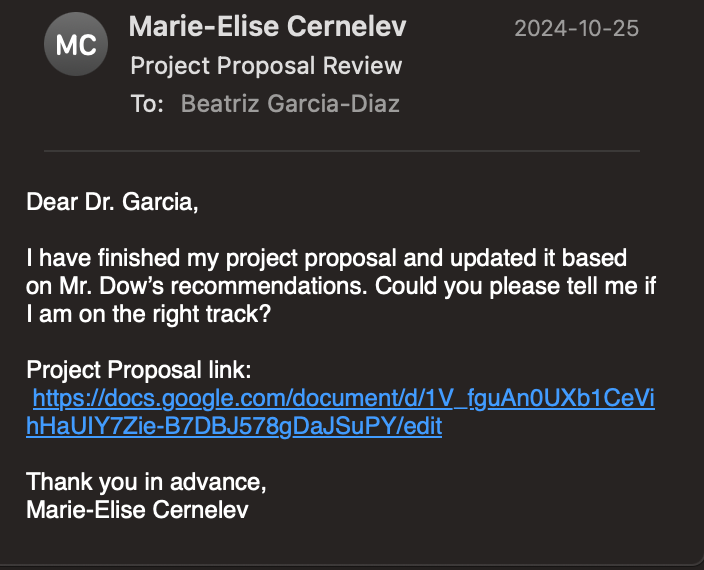 MC
Marie-Elise Cernelev
2024-10-25
Project Proposal Review
To: Beatriz Garcia-Diaz
Dear Dr. Garcia,
I have finished my project proposal and updated it based
on Mr. Dow’s recommendations. Could you please tell me if
I am on the right track?
Project Proposal link:
https://docs.google.com/document/d/1V_fguAn0UXb1CeVi
hHaUIY7Zie-B7DBJ578gDaJSuPY/edit
Thank you in advance,
Marie-Elise Cernelev